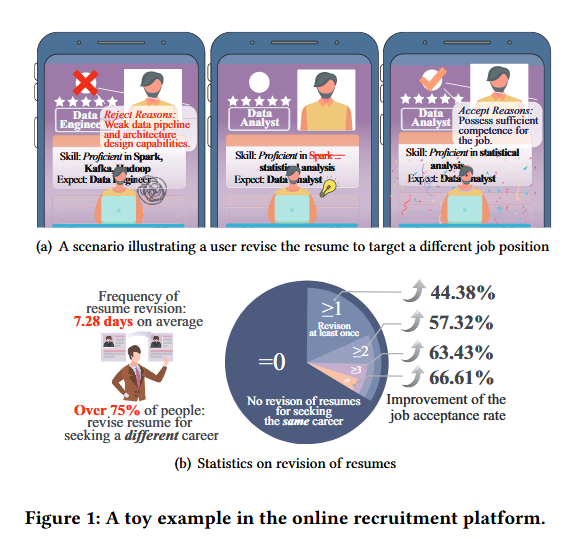 Data
Engineer
Reject Reasons:
Weak data pipeline
and architecture
design capabilities.
Skill: Proficient in Spark,
Kafka, Hadoop
Expect: Data Engineer
Data
Analyst
Skill: Proficient in Spark ...
statistical analysis
Expect: Data Analyst
Data
Analyst
Accept Reasons:
Possess sufficient
competence for
the job.
Skill: Proficient in statistical
analysis
Expect: Data Analyst
(a) A scenario illustrating a user revise the resume to target a different job position
Frequency of
resume revision:
7.28 days on average
Over 75% of people:
revise resume for
seeking a different career
=0
No revison of resumes
for seeking
the same career
≥1
Revison
at least once
≥2
≥3
44.38%
57.32%
63.43%
66.61%
Improvement of the
job acceptance rate
(b) Statistics on revision of resumes
Figure 1: A toy example in the online recruitment platform.